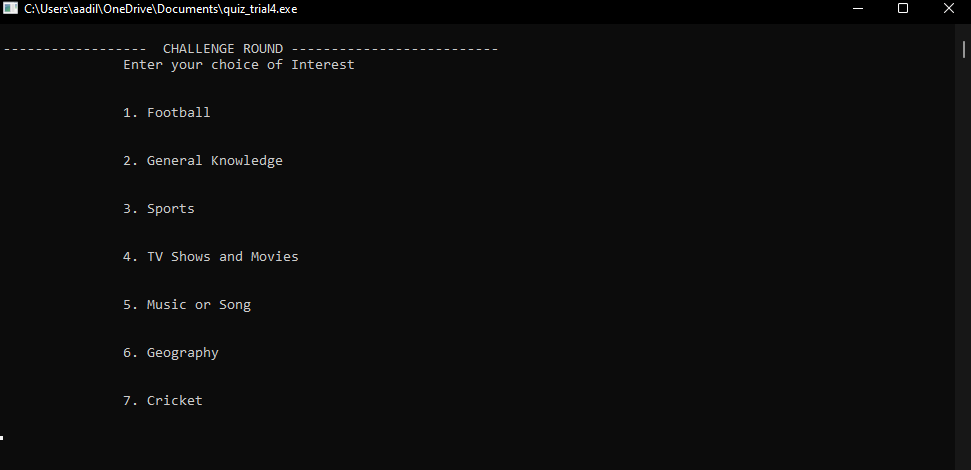 C:\Users\aadil\OneDrive\Documents\quiz_trial4.exe
------------------  CHALLENGE ROUND --------------------------
Enter your choice of Interest
1. Football
2. General Knowledge
3. Sports
4. TV Shows and Movies
5. Music or Song
6. Geography
7. Cricket